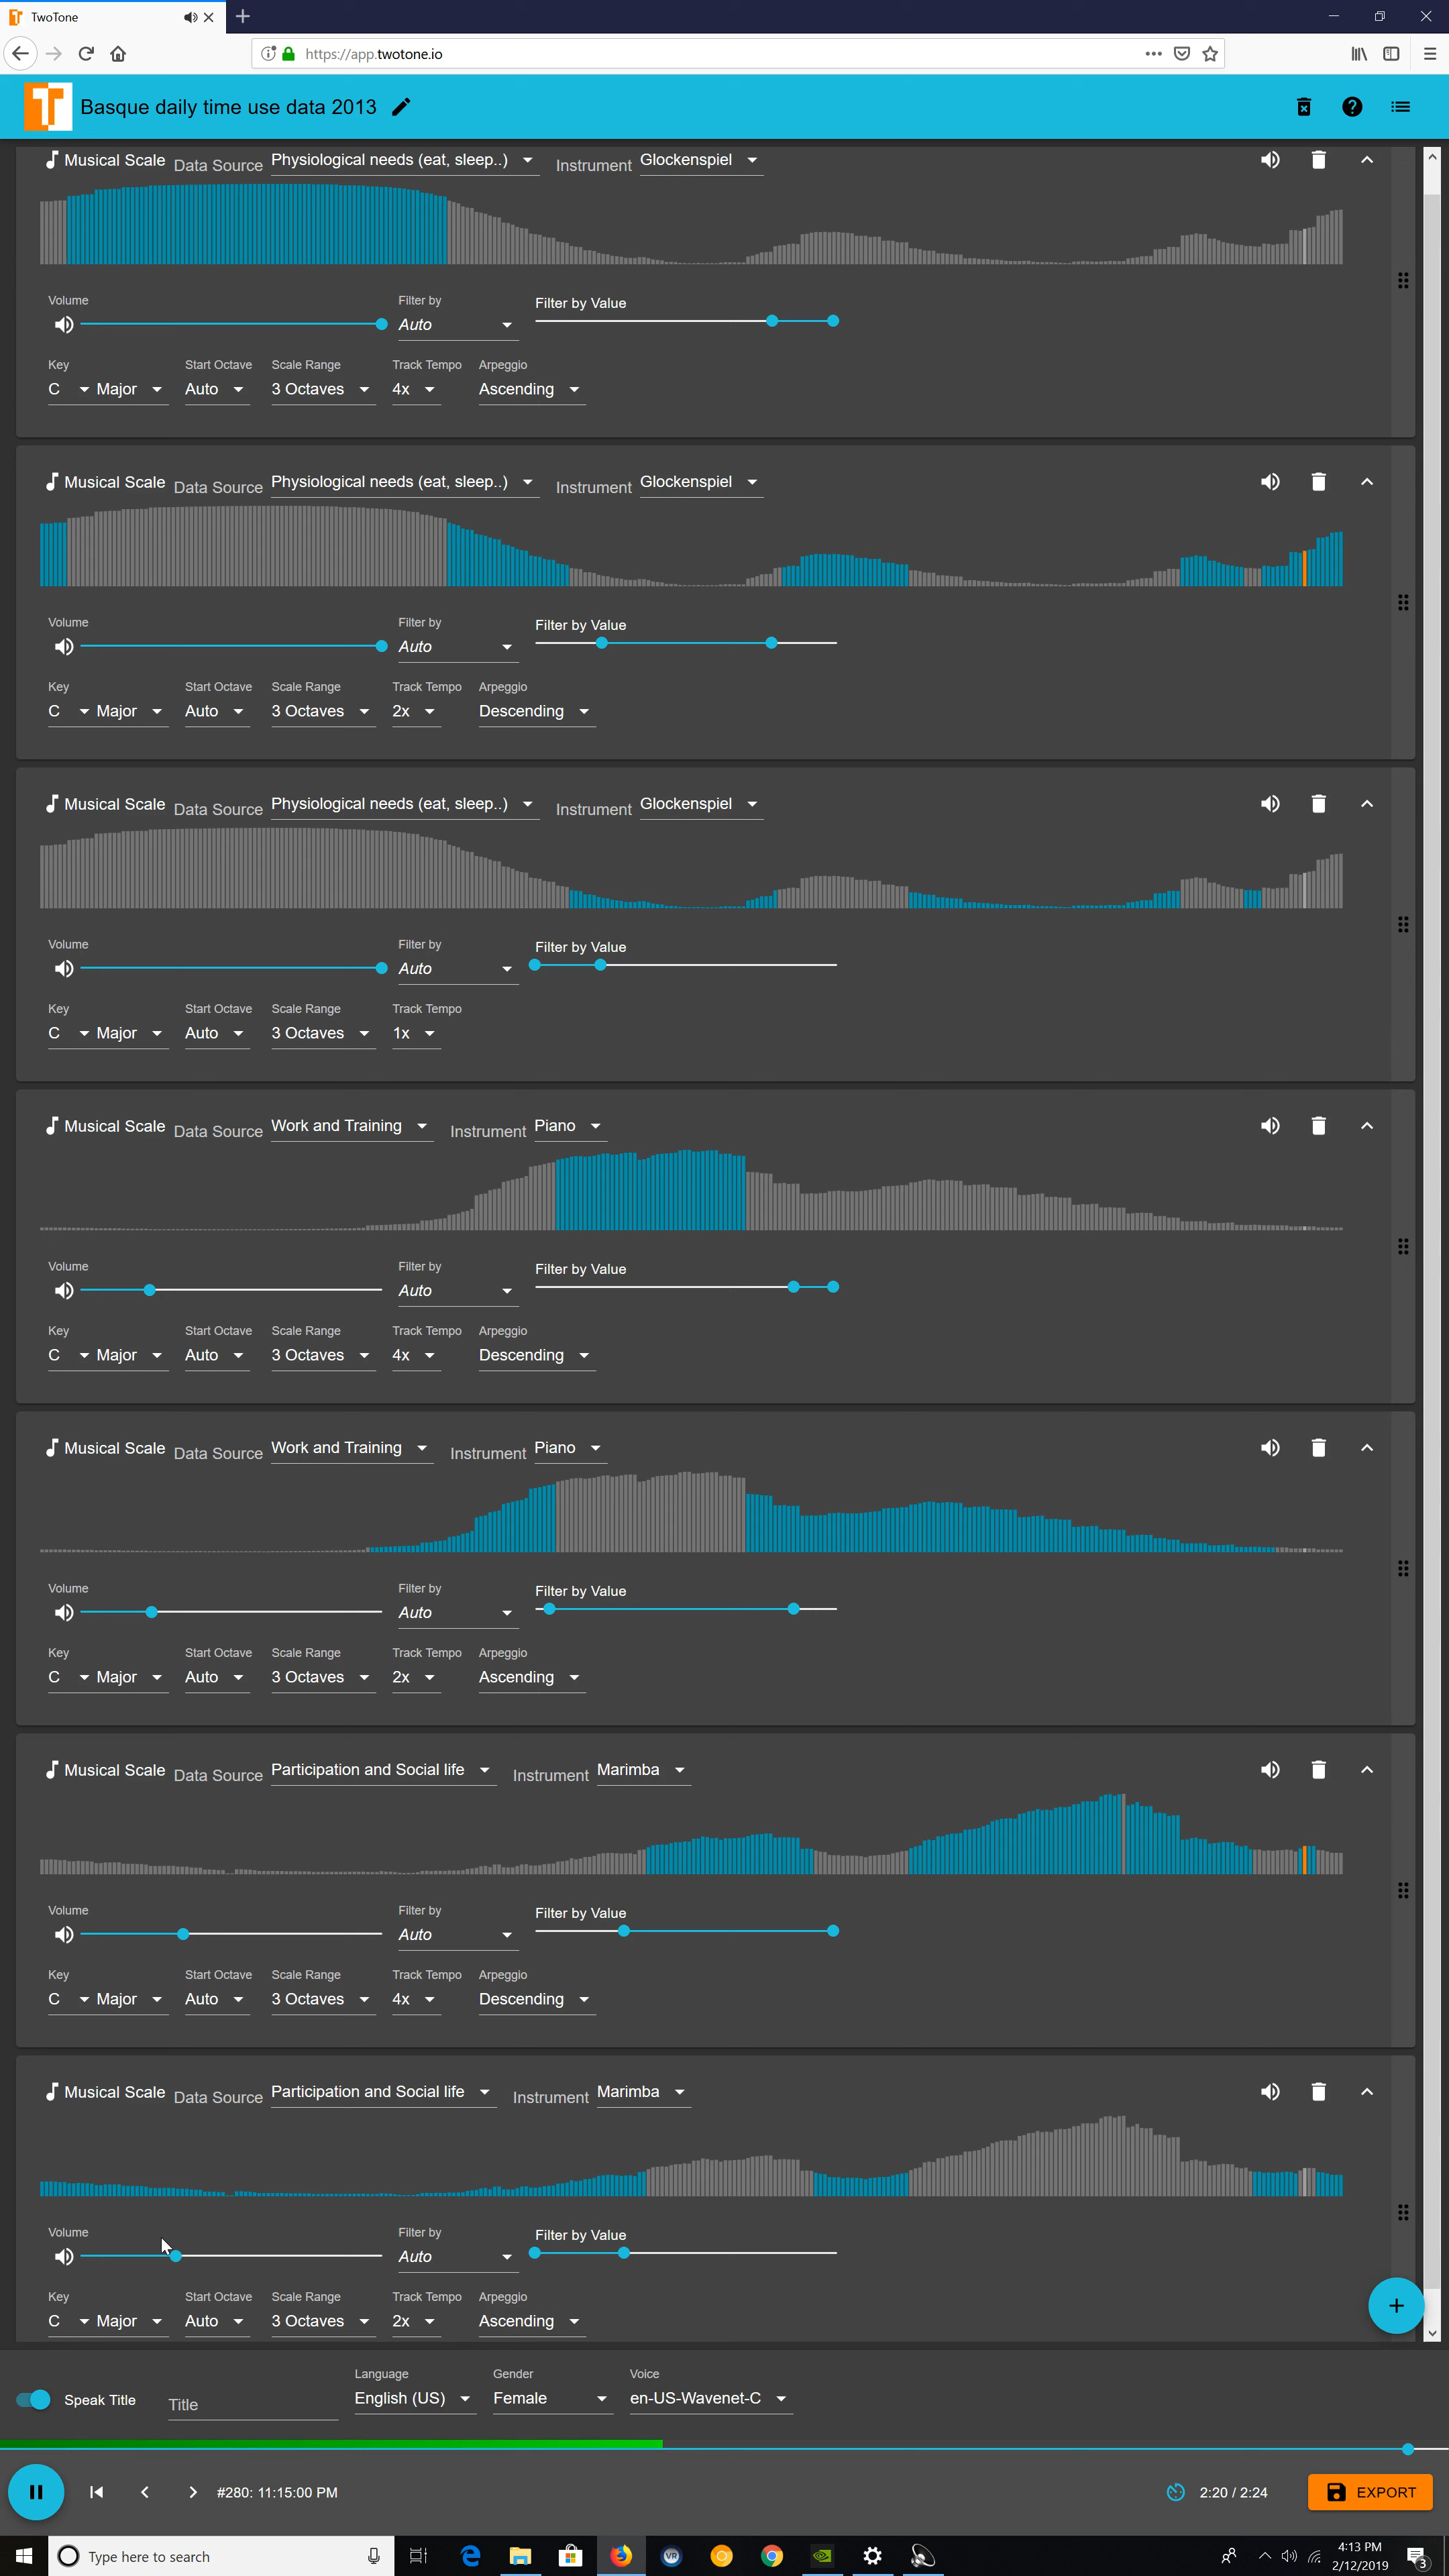 TwoTone
https://app.twotone.io
Basque daily time use data 2013
Musical Scale Data Source Physiological needs (eat, sleep..) Instrument Glockenspiel
Volume Filter by Filter by Value
Auto
Key Start Octave Scale Range Track Tempo Arpeggio
C Major Auto 3 Octaves 4x Ascending
Musical Scale Data Source Physiological needs (eat, sleep..) Instrument Glockenspiel
Volume Filter by Filter by Value
Auto
Key Start Octave Scale Range Track Tempo Arpeggio
C Major Auto 3 Octaves 2x Descending
Musical Scale Data Source Physiological needs (eat, sleep..) Instrument Glockenspiel
Volume Filter by Filter by Value
Auto
Key Start Octave Scale Range Track Tempo
C Major Auto 3 Octaves 1x
Musical Scale Data Source Work and Training Instrument Piano
Volume Filter by Filter by Value
Auto
Key Start Octave Scale Range Track Tempo Arpeggio
C Major Auto 3 Octaves 4x Descending
Musical Scale Data Source Work and Training Instrument Piano
Volume Filter by Filter by Value
Auto
Key Start Octave Scale Range Track Tempo Arpeggio
C Major Auto 3 Octaves 2x Ascending
Musical Scale Data Source Participation and Social life Instrument Marimba
Volume Filter by Filter by Value
Auto
Key Start Octave Scale Range Track Tempo Arpeggio
C Major Auto 3 Octaves 4x Descending
Musical Scale Data Source Participation and Social life Instrument Marimba
Volume Filter by Filter by Value
Auto
Key Start Octave Scale Range Track Tempo Arpeggio
C Major Auto 3 Octaves 2x Ascending
Language Gender Voice
Speak Title Title English (US) Female en-US-Wavenet-C
#280: 11:15:00 PM 2:20 / 2:24 EXPORT
Type here to search VR 4:13 PM
2/12/2019 3